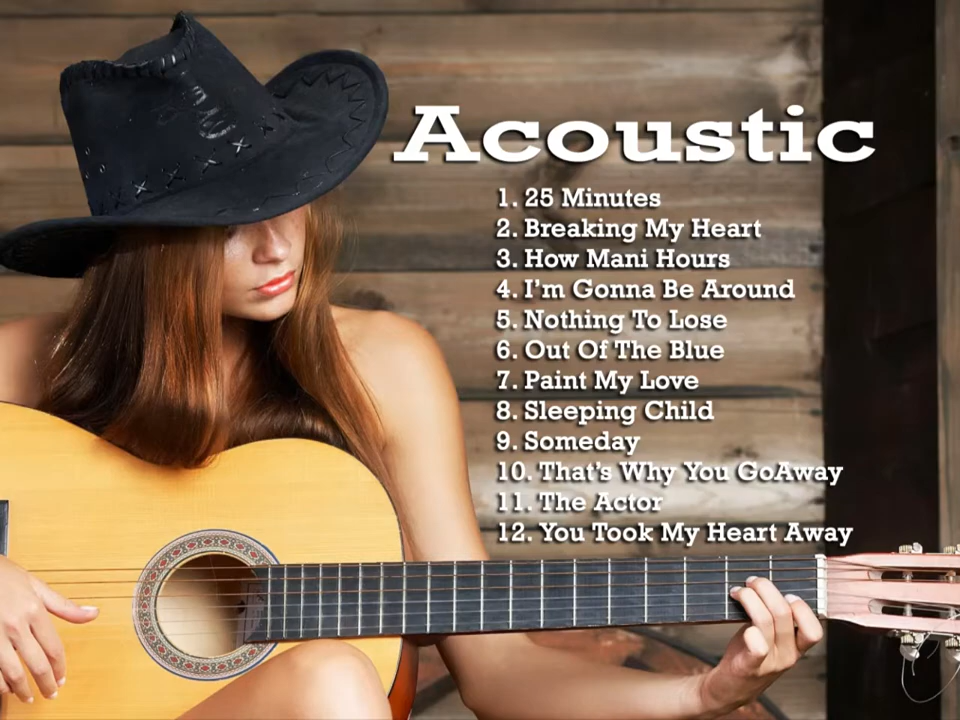 Acoustic
1. 25 Minutes
2. Breaking My Heart
3. How Mani Hours
4. I'm Gonna Be Around
5. Nothing To Lose
6. Out Of The Blue
7. Paint My Love
8. Sleeping Child
9. Someday
10. That's Why You GoAway
11. The Actor
12. You Took My Heart Away